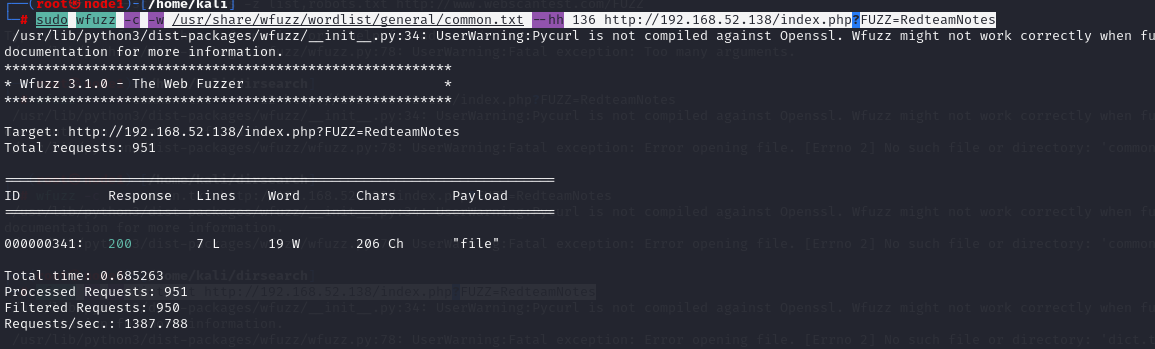 (root㉿node1)-[/home/kali]
# sudo wfuzz -c -w /usr/share/wfuzz/wordlist/general/common.txt --hh 136 http://192.168.52.138/index.php?FUZZ=RedteamNotes
/usr/lib/python3/dist-packages/wfuzz/__init__.py:34: UserWarning:Pycurl is not compiled against Openssl. Wfuzz might not work correctly when fu
documentation for more information.
********************************************************
* Wfuzz 3.1.0 - The Web Fuzzer *
********************************************************
Target: http://192.168.52.138/index.php?FUZZ=RedteamNotes
Total requests: 951
=====================================================================
ID Response Lines Word Chars Payload
=====================================================================
000000341: 200 7 L 19 W 206 Ch "file"
Total time: 0.685263
Processed Requests: 951
Filtered Requests: 950
Requests/sec.: 1387.788